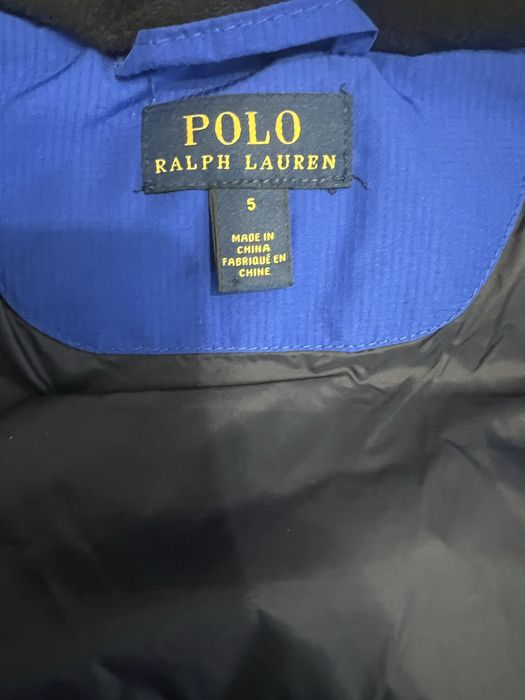 POLO
RALPH LAUREN
5
MADE IN
CHINA
FABRIQUÉ EN
CHINE